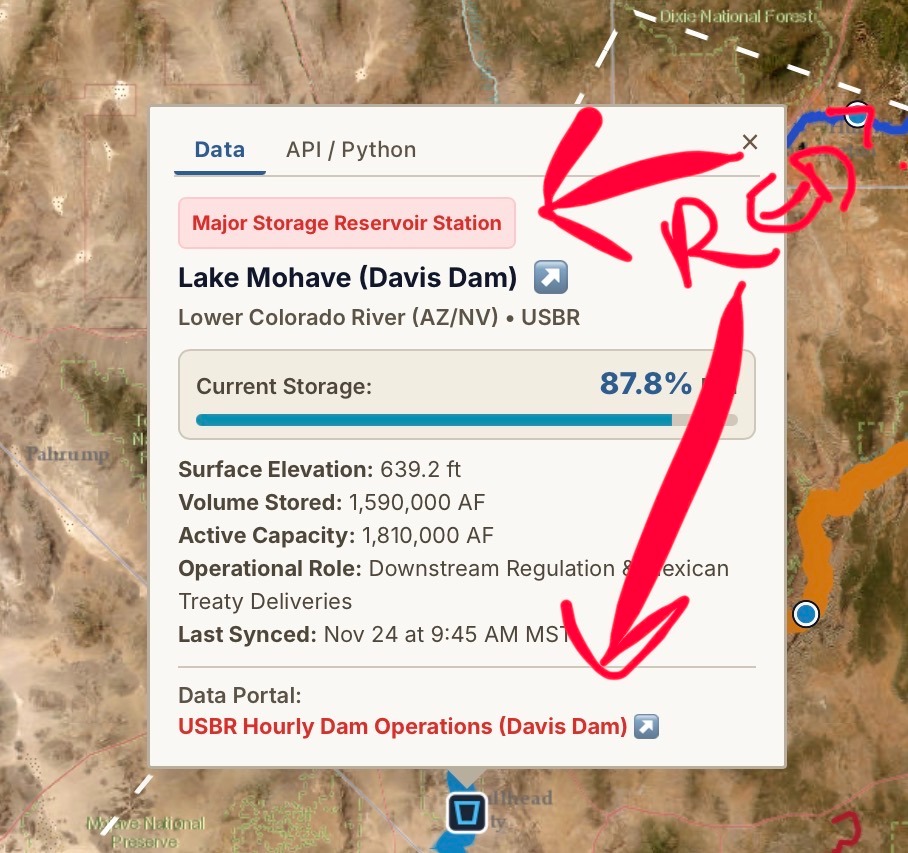 Dixie National Forest
Data API / Python ×
Major Storage Reservoir Station
Lake Mohave (Davis Dam)
Lower Colorado River (AZ/NV) • USBR
Current Storage: 87.8%
Pahrump
Surface Elevation: 639.2 ft
Volume Stored: 1,590,000 AF
Active Capacity: 1,810,000 AF
Operational Role: Downstream Regulation & Mexican
Treaty Deliveries
Last Synced: Nov 24 at 9:45 AM MST
Data Portal:
USBR Hourly Dam Operations (Davis Dam)
Mojave National
Preserve